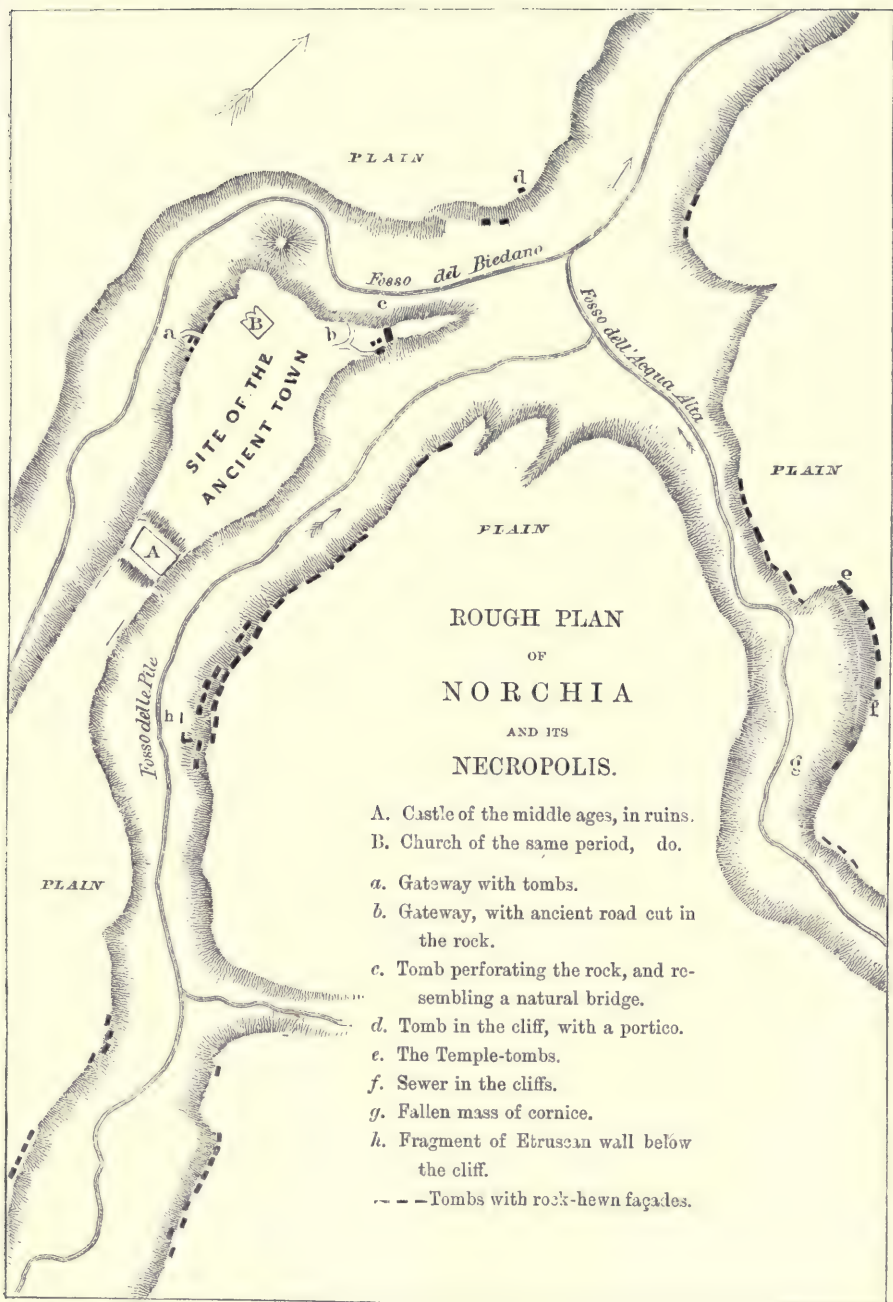 PLAIN
d
Fosso del Biedano
c
a
B
b
SITE OF THE
ANCIENT TOWN
Fosso dell'Acqua Alta
PLAIN
PLAIN
A
e
f
g
h
Fosso delle Pile
PLAIN
ROUGH PLAN
OF
NORCHIA
AND ITS
NECROPOLIS.
A. Castle of the middle ages, in ruins.
B. Church of the same period, do.
a. Gateway with tombs.
b. Gateway, with ancient road cut in
the rock.
c. Tomb perforating the rock, and re-
sembling a natural bridge.
d. Tomb in the cliff, with a portico.
e. The Temple-tombs.
f. Sewer in the cliffs.
g. Fallen mass of cornice.
h. Fragment of Etruscan wall below
the cliff.
Tombs with rock-hewn façades.